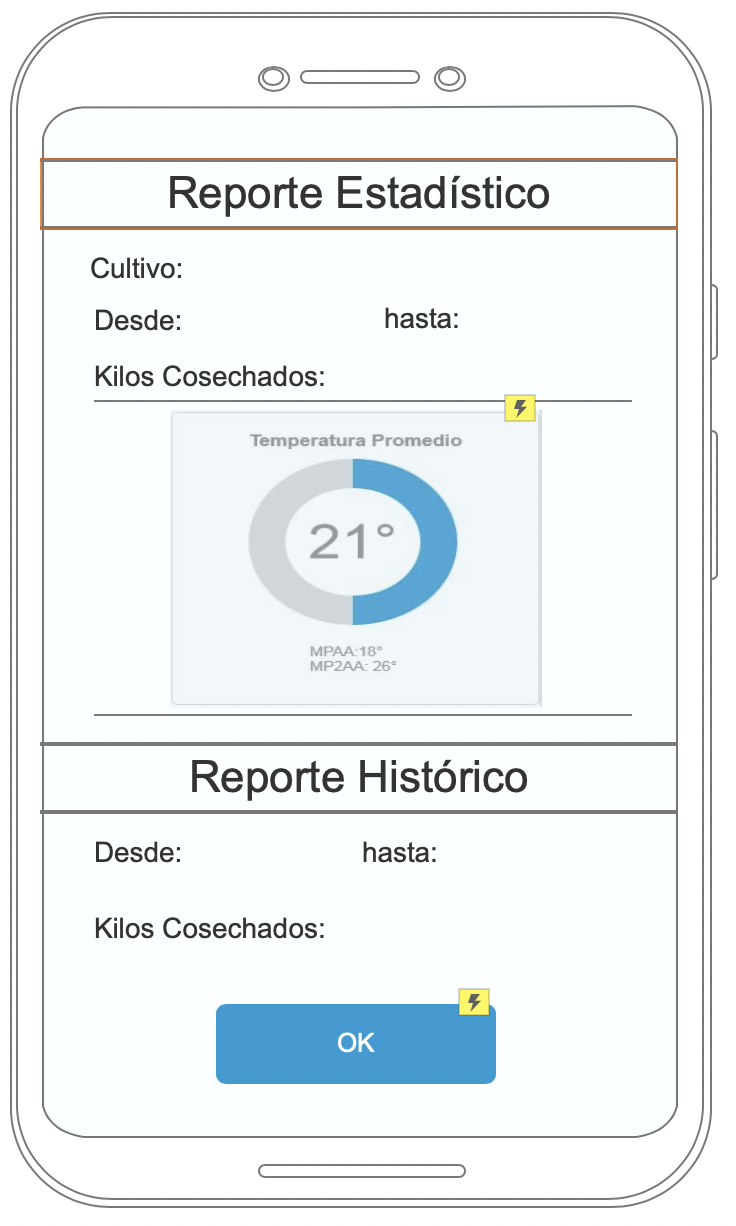 Reporte Estadístico
Cultivo:
Desde: hasta:
Kilos Cosechados:
Temperatura Promedio
21°
MPAA:18°
MP2AA: 26°
Reporte Histórico
Desde: hasta:
Kilos Cosechados:
OK